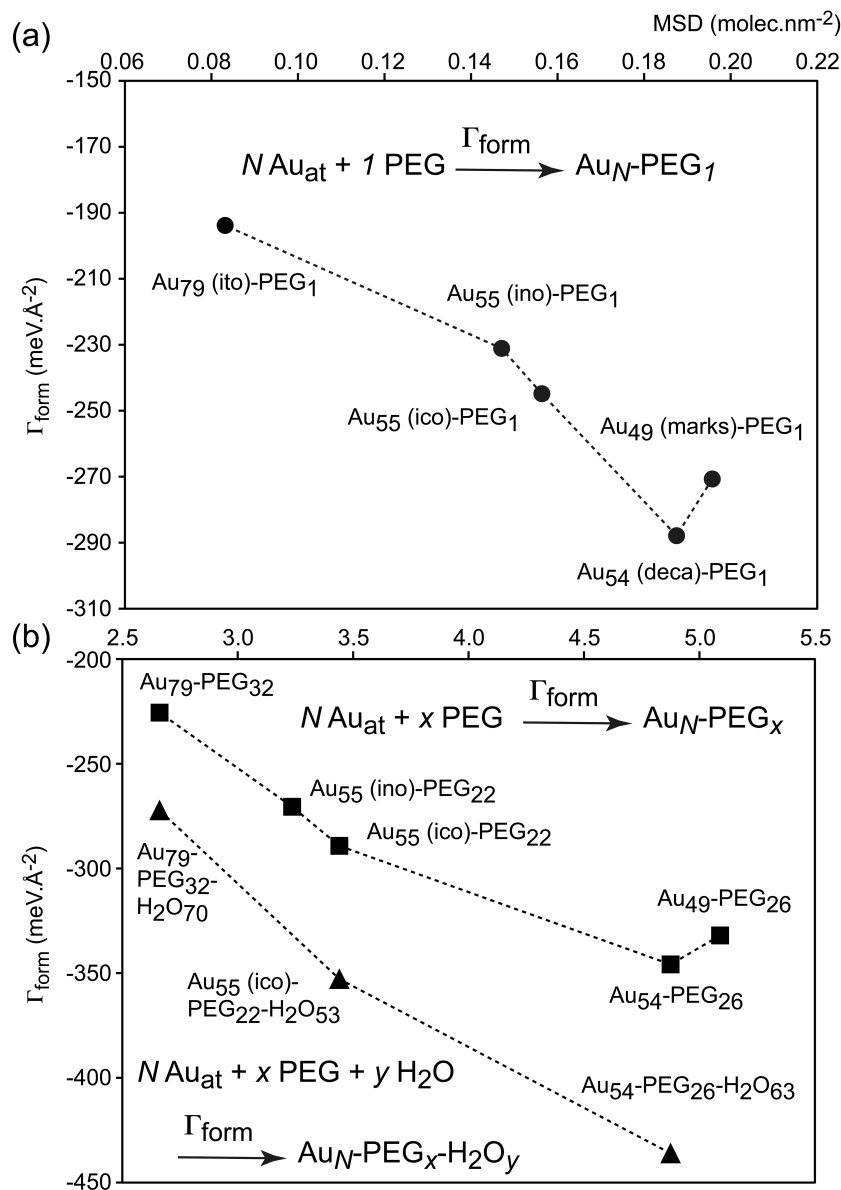 (a)
MSD (molec.nm-2)
0.06 0.08 0.10 0.12 0.14 0.16 0.18 0.20 0.22
-150
-170
-190
-210
-230
-250
-270
-290
-310
Γform (meV.Å-2)
N Auat + 1 PEG Γform AuN-PEG1
Au79 (ito)-PEG1
Au55 (ino)-PEG1
Au55 (ico)-PEG1
Au49 (marks)-PEG1
Au54 (deca)-PEG1
(b)
2.5 3.0 3.5 4.0 4.5 5.0 5.5
-200
-250
-300
-350
-400
-450
Γform (meV.Å-2)
Au79-PEG32
N Auat + x PEG Γform AuN-PEGx
Au55 (ino)-PEG22
Au55 (ico)-PEG22
Au79-
PEG32-
H2O70
Au49-PEG26
Au54-PEG26
Au55 (ico)-
PEG22-H2O53
N Auat + x PEG + y H2O
Au54-PEG26-H2O63
Γform AuN-PEGx-H2Oy